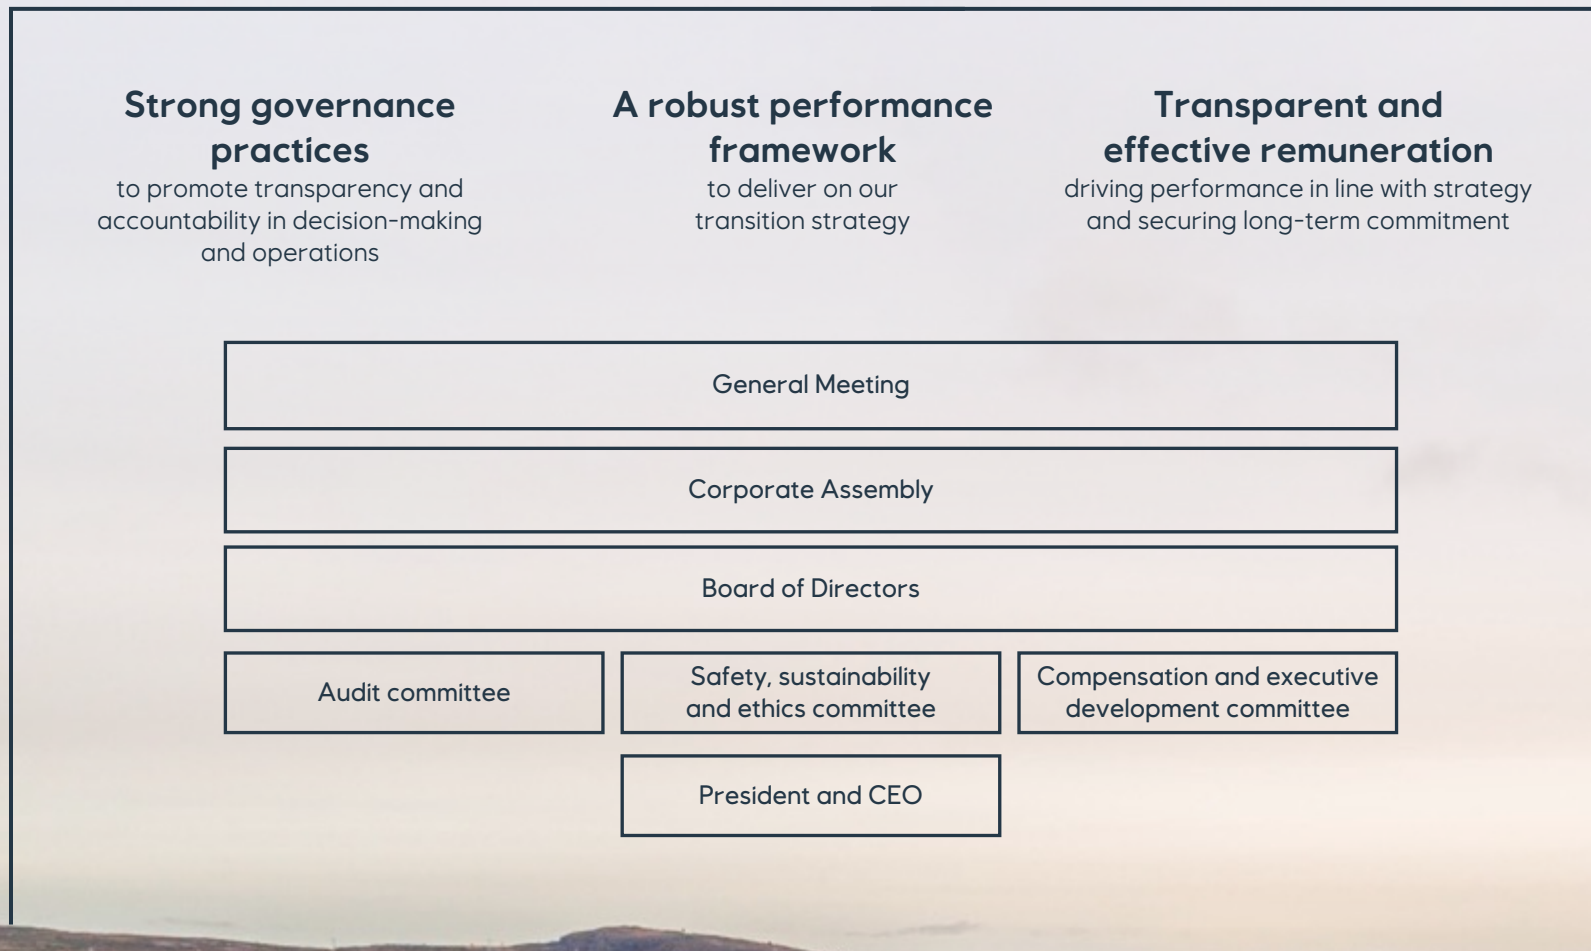 Strong governance
practices
to promote transparency and
accountability in decision-making
and operations
A robust performance
framework
to deliver on our
transition strategy
Transparent and
effective remuneration
driving performance in line with strategy
and securing long-term commitment
General Meeting
Corporate Assembly
Board of Directors
Audit committee
Safety, sustainability
and ethics committee
Compensation and executive
development committee
President and CEO